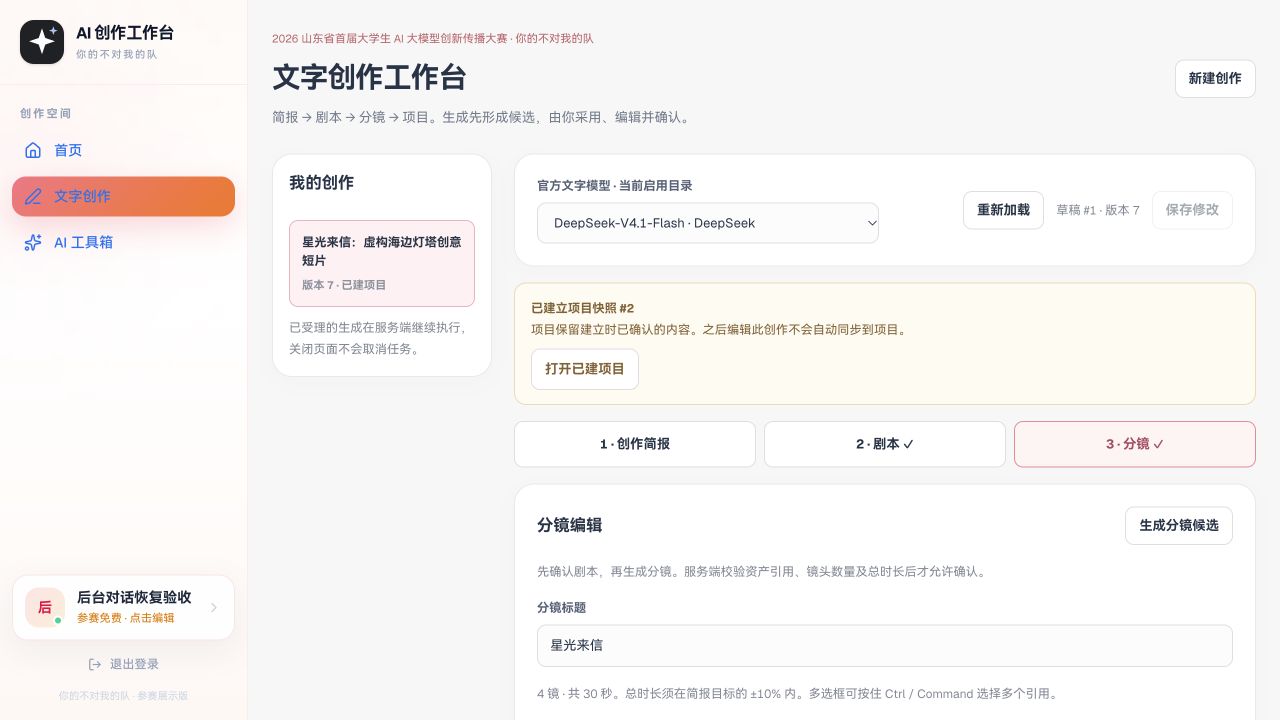 AI 创作工作台
你的不对我的队
创作空间
首页
文字创作
AI 工具箱
后
后台对话恢复验收
参赛免费 · 点击编辑
退出登录
你的不对我的队 · 参赛展示版
2026 山东省首届大学生 AI 大模型创新传播大赛 · 你的不对我的队
文字创作工作台
新建创作
简报 → 剧本 → 分镜 → 项目。生成先形成候选，由你采用、编辑并确认。
我的创作
星光来信：虚构海边灯塔创意
短片
版本 7 · 已建项目
已受理的生成在服务端继续执行，
关闭页面不会取消任务。
官方文字模型 · 当前启用目录
DeepSeek-V4.1-Flash · DeepSeek
重新加载
草稿 #1 · 版本 7
保存修改
已建立项目快照 #2
项目保留建立时已确认的内容。之后编辑此创作不会自动同步到项目。
打开已建项目
1 · 创作简报
2 · 剧本 ✓
3 · 分镜 ✓
分镜编辑
生成分镜候选
先确认剧本，再生成分镜。服务端校验资产引用、镜头数量及总时长后才允许确认。
分镜标题
星光来信
4 镜 · 共 30 秒。总时长须在简报目标的 ±10% 内。多选框可按住 Ctrl / Command 选择多个引用。